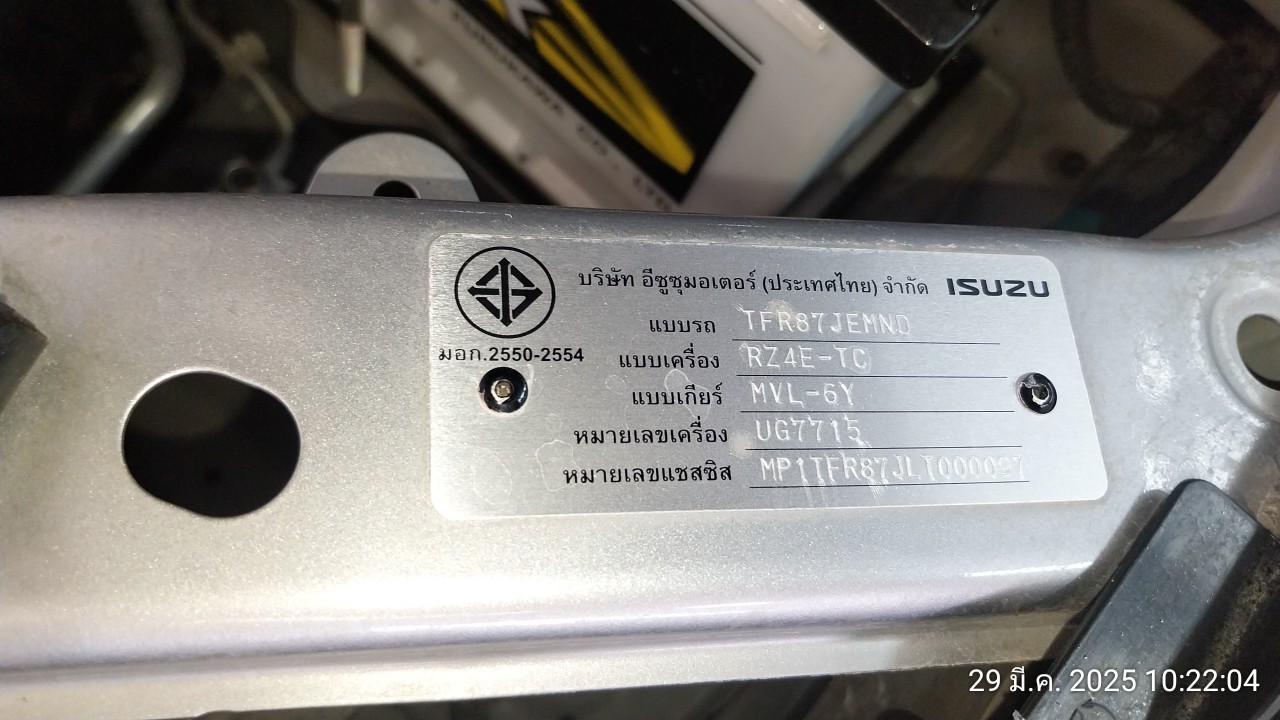 FURUKAWA CO., LTD
บริษัท อีซูซุมอเตอร์ (ประเทศไทย) จำกัด ISUZU
มอก.2550-2554
แบบรถ TFR87JEMND
แบบเครื่อง RZ4E-TC
แบบเกียร์ MVL-6Y
หมายเลขเครื่อง UG7715
หมายเลขแชสซิส
29 มี.ค. 2025 10:22:04